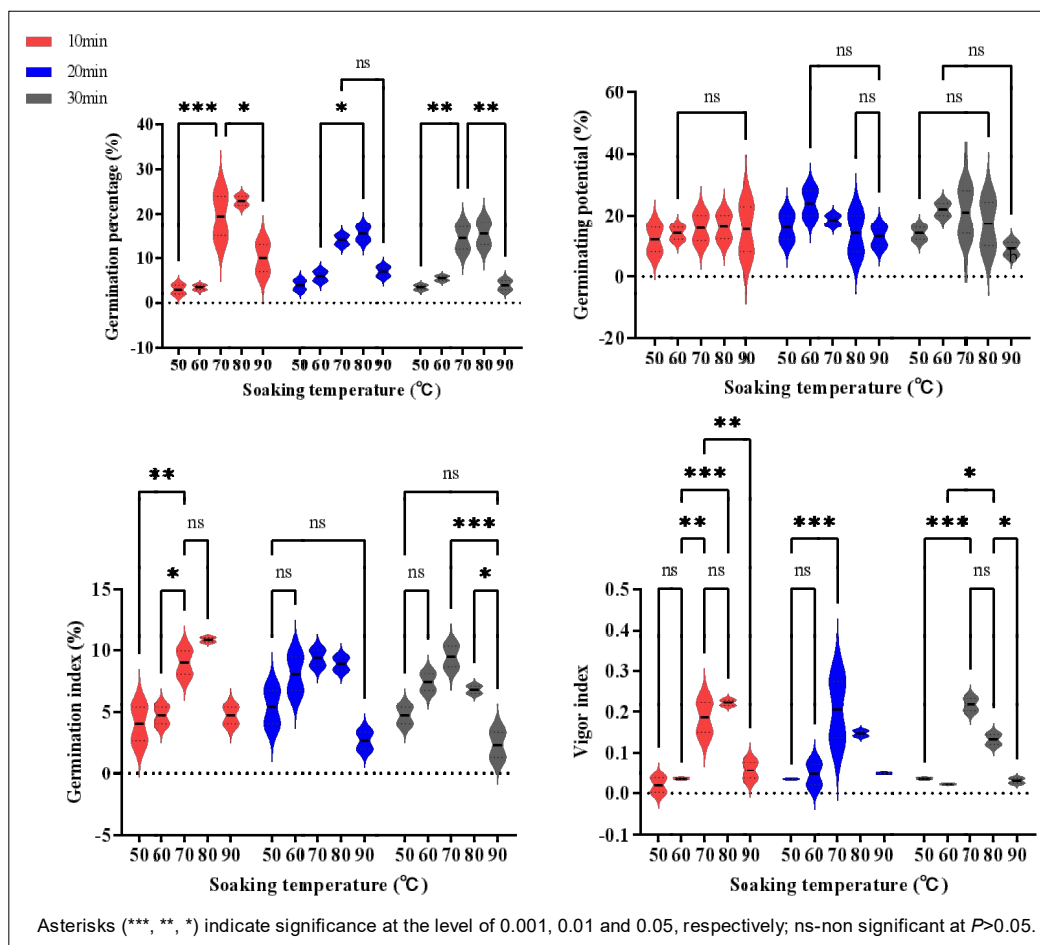 10min
20min
30min
*** * * ns ** **
Germination percentage (%)
40
30
20
10
0
-10
50 60 70 80 90 50 60 70 80 90 50 60 70 80 90
Soaking temperature (℃)
ns ns ns ns ns
Germinating potential (%)
60
40
20
0
-20
b
50 60 70 80 90 50 60 70 80 90 50 60 70 80 90
Soaking temperature (℃)
** * ns ns ns ns ns *** *
Germination index (%)
15
10
5
0
-5
50 60 70 80 90 50 60 70 80 90 50 60 70 80 90
Soaking temperature (℃)
ns ** *** ns ** ns *** *** * ns *
Vigor index
0.5
0.4
0.3
0.2
0.1
0.0
-0.1
50 60 70 80 90 50 60 70 80 90 50 60 70 80 90
Soaking temperature (℃)
Asterisks (***, **, *) indicate significance at the level of 0.001, 0.01 and 0.05, respectively; ns-non significant at P>0.05.